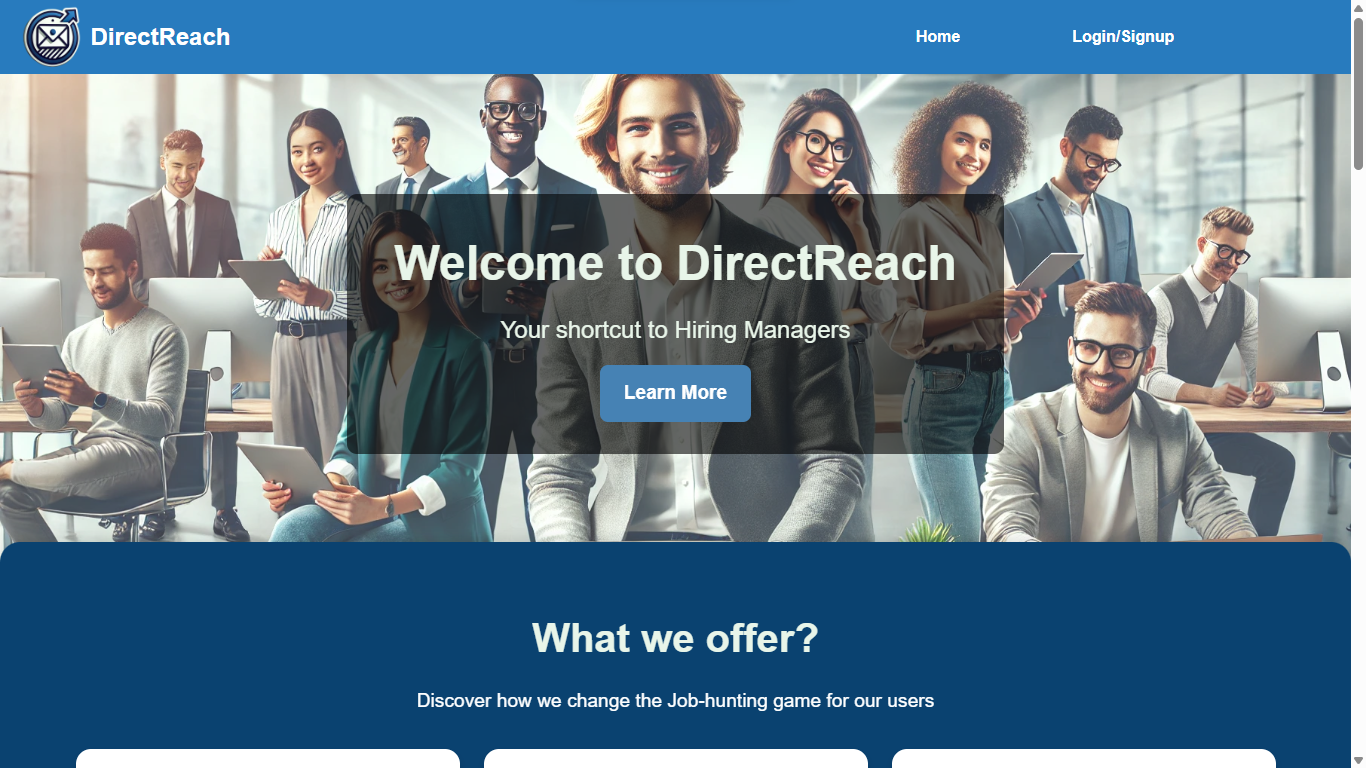 DirectReach
Home
Login/Signup
Welcome to DirectReach
Your shortcut to Hiring Managers
Learn More
What we offer?
Discover how we change the Job-hunting game for our users